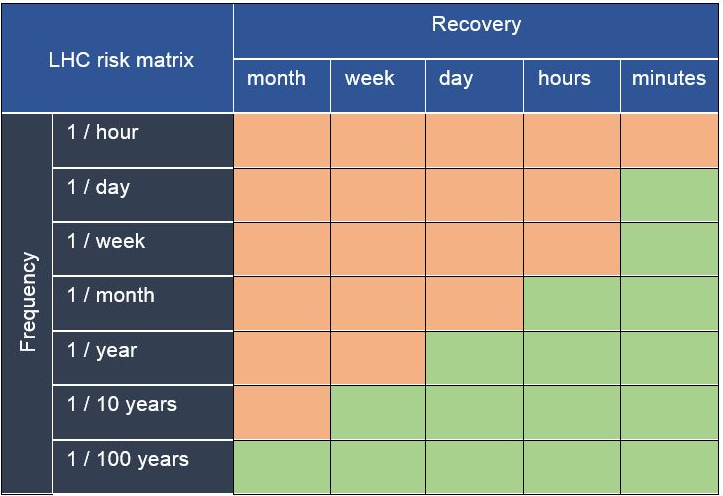 LHC risk matrix
Recovery
month week day hours minutes
Frequency
1 / hour
1 / day
1 / week
1 / month
1 / year
1 / 10 years
1 / 100 years